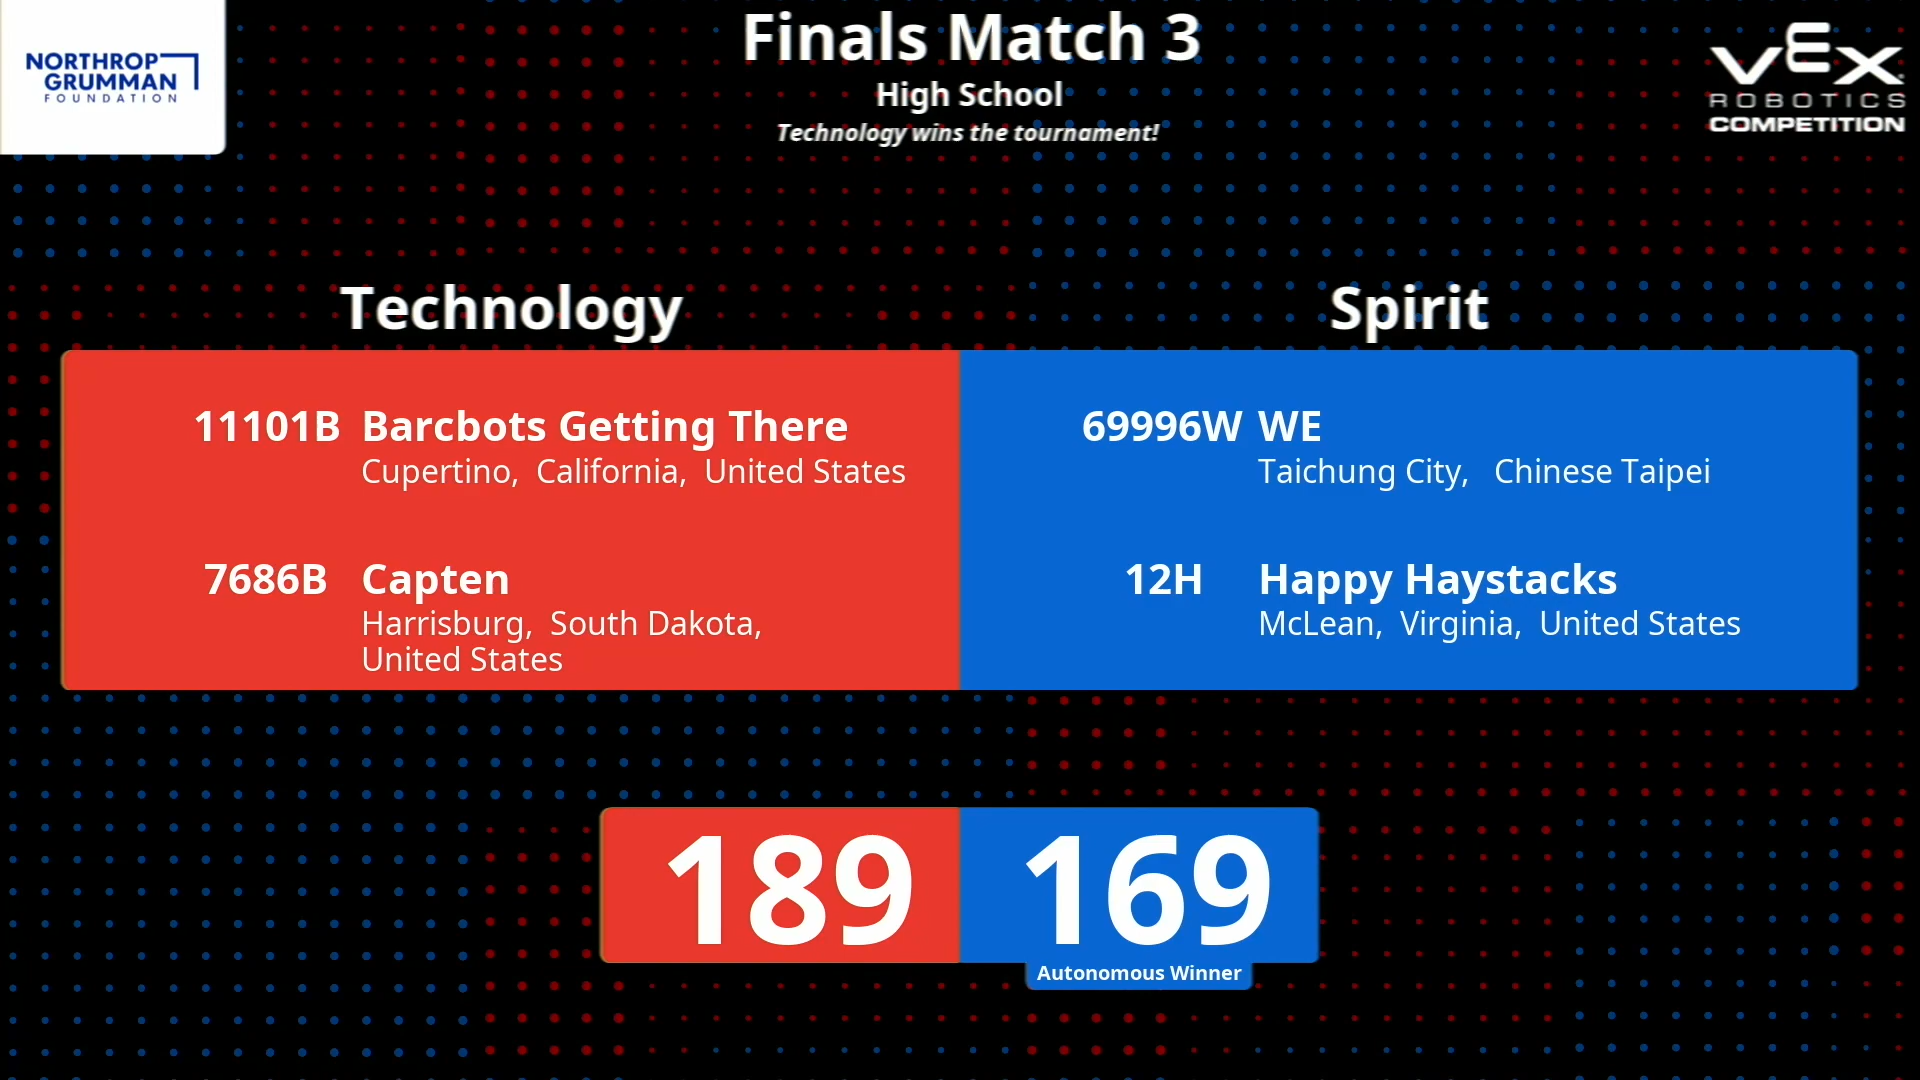 NORTHROP
GRUMMAN
FOUNDATION
Finals Match 3
High School
Technology wins the tournament!
VEX
ROBOTICS
COMPETITION
Technology
Spirit
11101B Barcbots Getting There
Cupertino, California, United States
7686B Capten
Harrisburg, South Dakota,
United States
69996W WE
Taichung City, Chinese Taipei
12H Happy Haystacks
McLean, Virginia, United States
189
169
Autonomous Winner